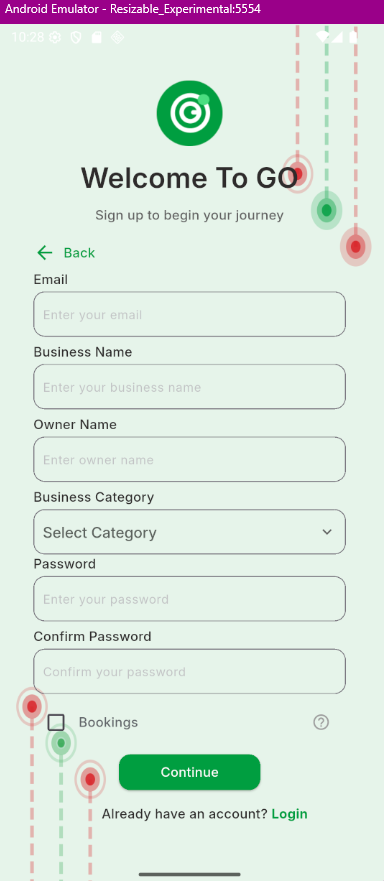 Android Emulator - Resizable_Experimental:5554
10:28
Welcome To GO
Sign up to begin your journey
Back
Email
Enter your email
Business Name
Enter your business name
Owner Name
Enter owner name
Business Category
Select Category
Password
Enter your password
Confirm Password
Confirm your password
Bookings
?
Continue
Already have an account? Login